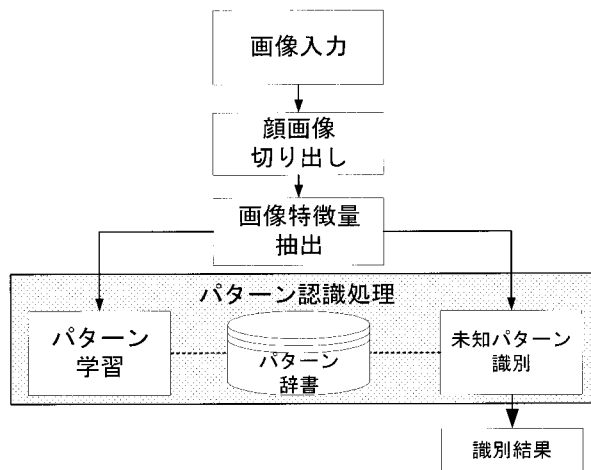 画像入力
顔画像
切り出し
画像特徴量
抽出
パターン認識処理
パターン
学習
パターン
辞書
未知パターン
識別
識別結果